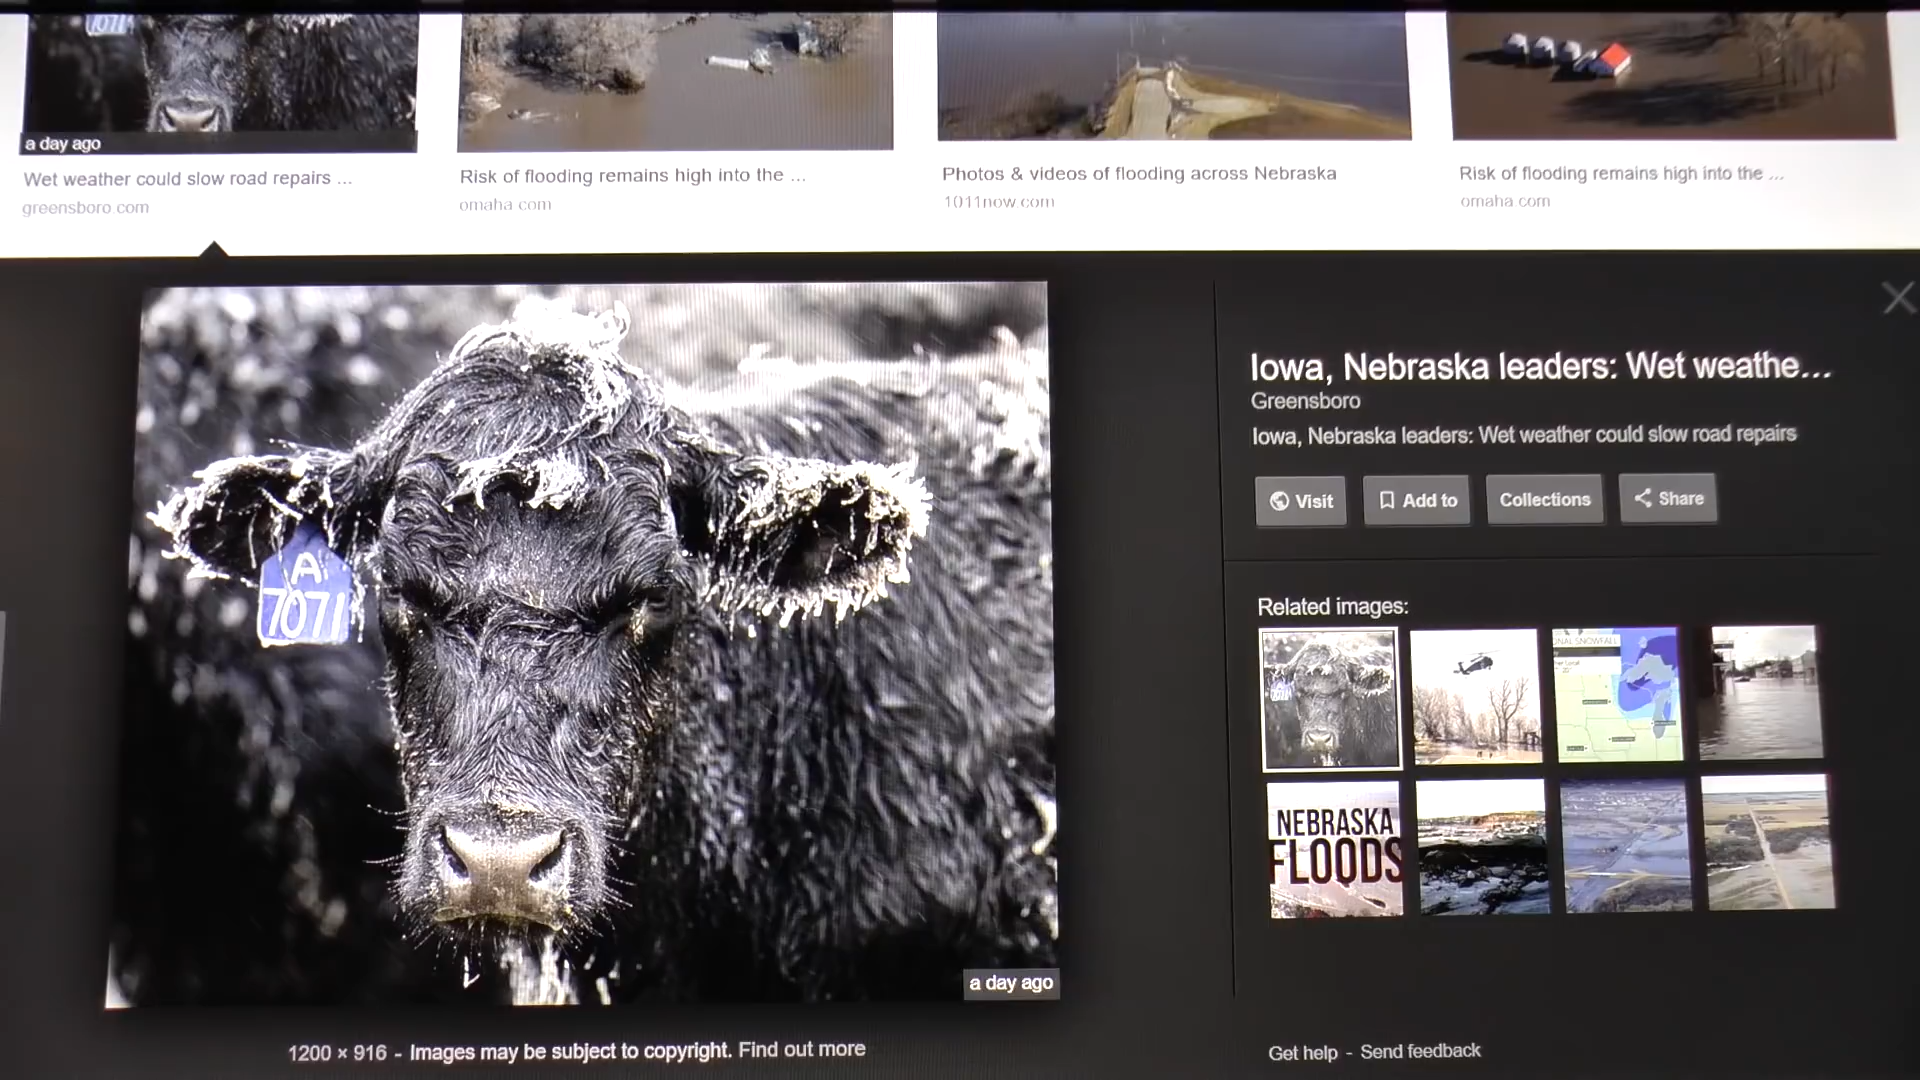 7071
a day ago
Wet weather could slow road repairs ...
greensboro.com
Risk of flooding remains high into the ...
omaha.com
Photos & videos of flooding across Nebraska
1011now.com
Risk of flooding remains high into the ...
omaha.com
A
7071
a day ago
1200 × 916 - Images may be subject to copyright. Find out more
Iowa, Nebraska leaders: Wet weathe...
Greensboro
Iowa, Nebraska leaders: Wet weather could slow road repairs
Visit
Add to
Collections
Share
Related images:
NEBRASKA
FLOODS
Get help - Send feedback